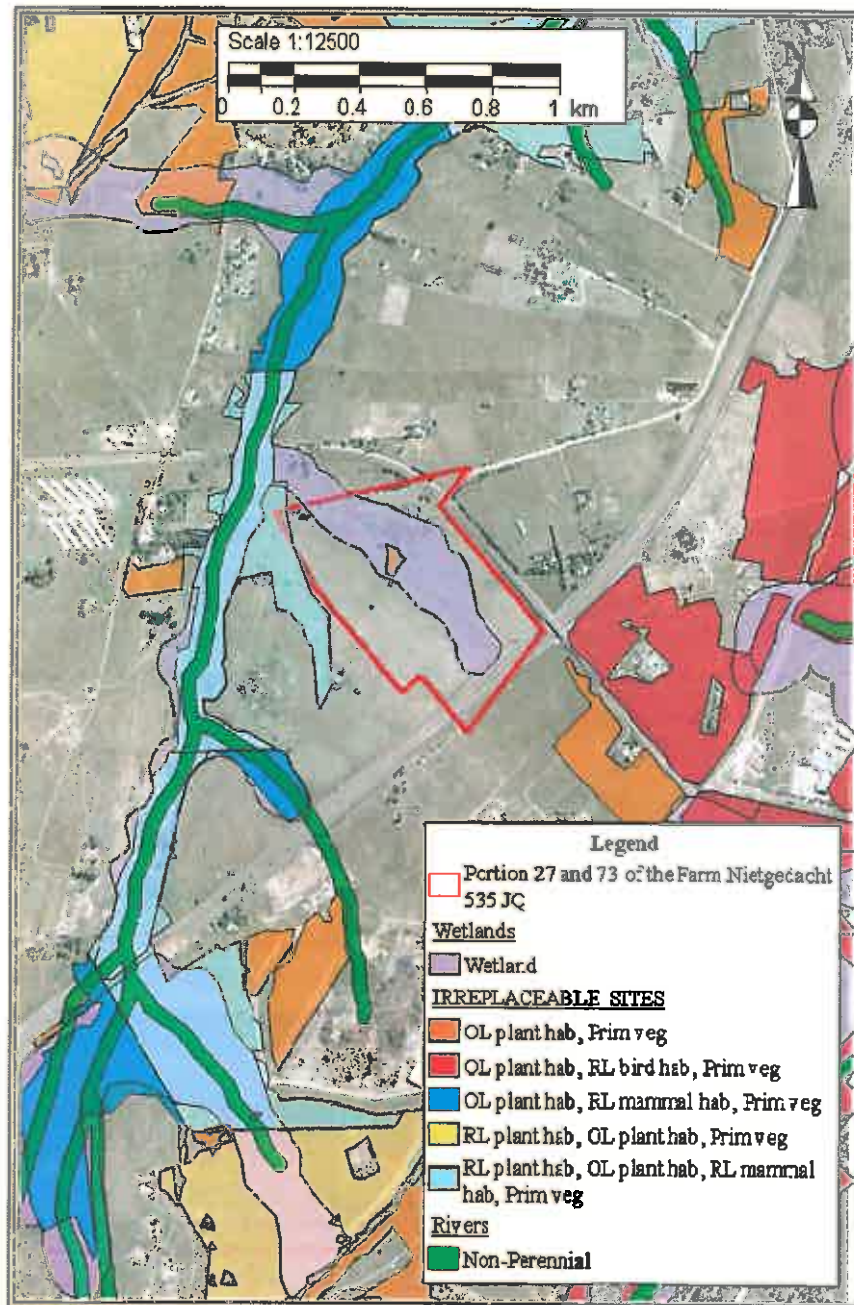 Scale 1:12500
0 0.2 0.4 0.6 0.8 1 km
Legend
Portion 27 and 73 of the Farm Nietgedacht
535 JQ
Wetlands
Wetland
IRREPLACEABLE SITES
OL plant hab, Prim veg
OL plant hab, RL bird hab, Prim veg
OL plant hab, RL mammal hab, Prim veg
RL plant hab, OL plant hab, Prim veg
RL plant hab, OL plant hab, RL mammal
hab, Prim veg
Rivers
Non-Perennial